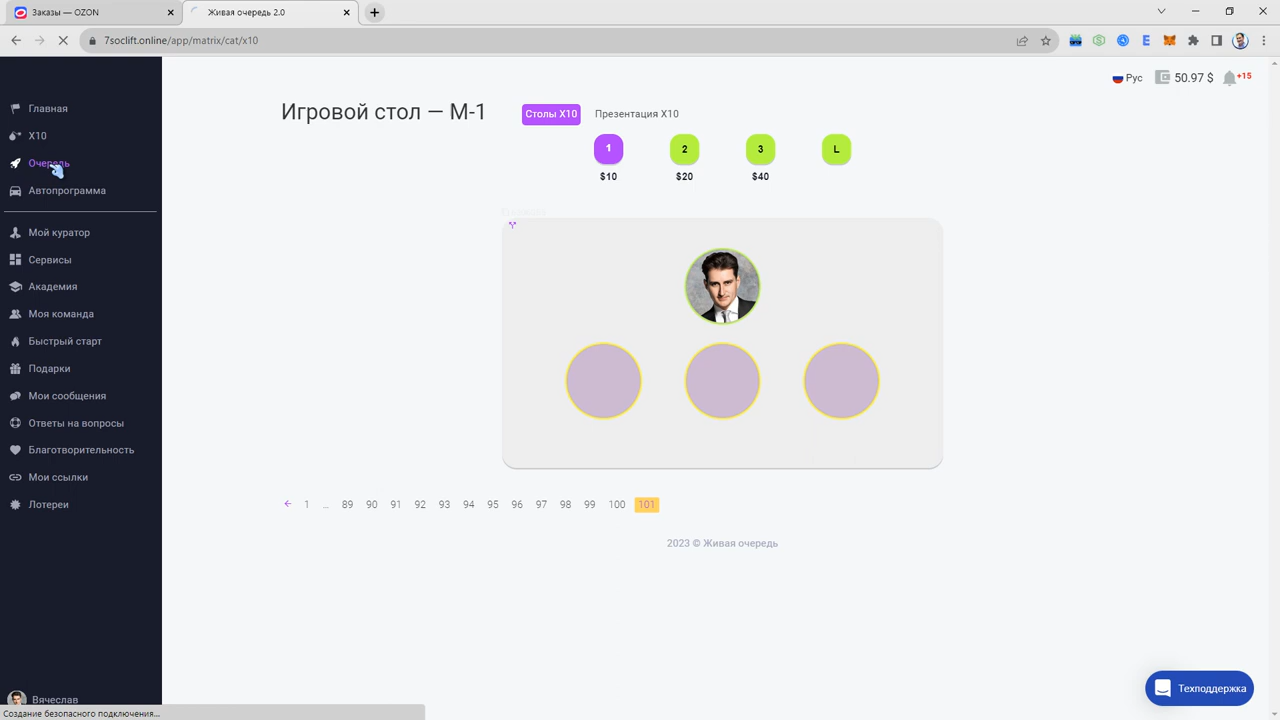 Заказы — OZON
Живая очередь 2.0
7soclift.online/app/matrix/cat/x10
Рус
50.97 $
+15
Главная
X10
Очередь
Автопрограмма
Мой куратор
Сервисы
Академия
Моя команда
Быстрый старт
Подарки
Мои сообщения
Ответы на вопросы
Благотворительность
Мои ссылки
Лотереи
Вячеслав
Игровой стол — M-1
Столы X10
Презентация X10
1 2 3 L
$10 $20 $40
1 ... 89 90 91 92 93 94 95 96 97 98 99 100 101
2023 © Живая очередь
Техподдержка
Создание безопасного подключения...